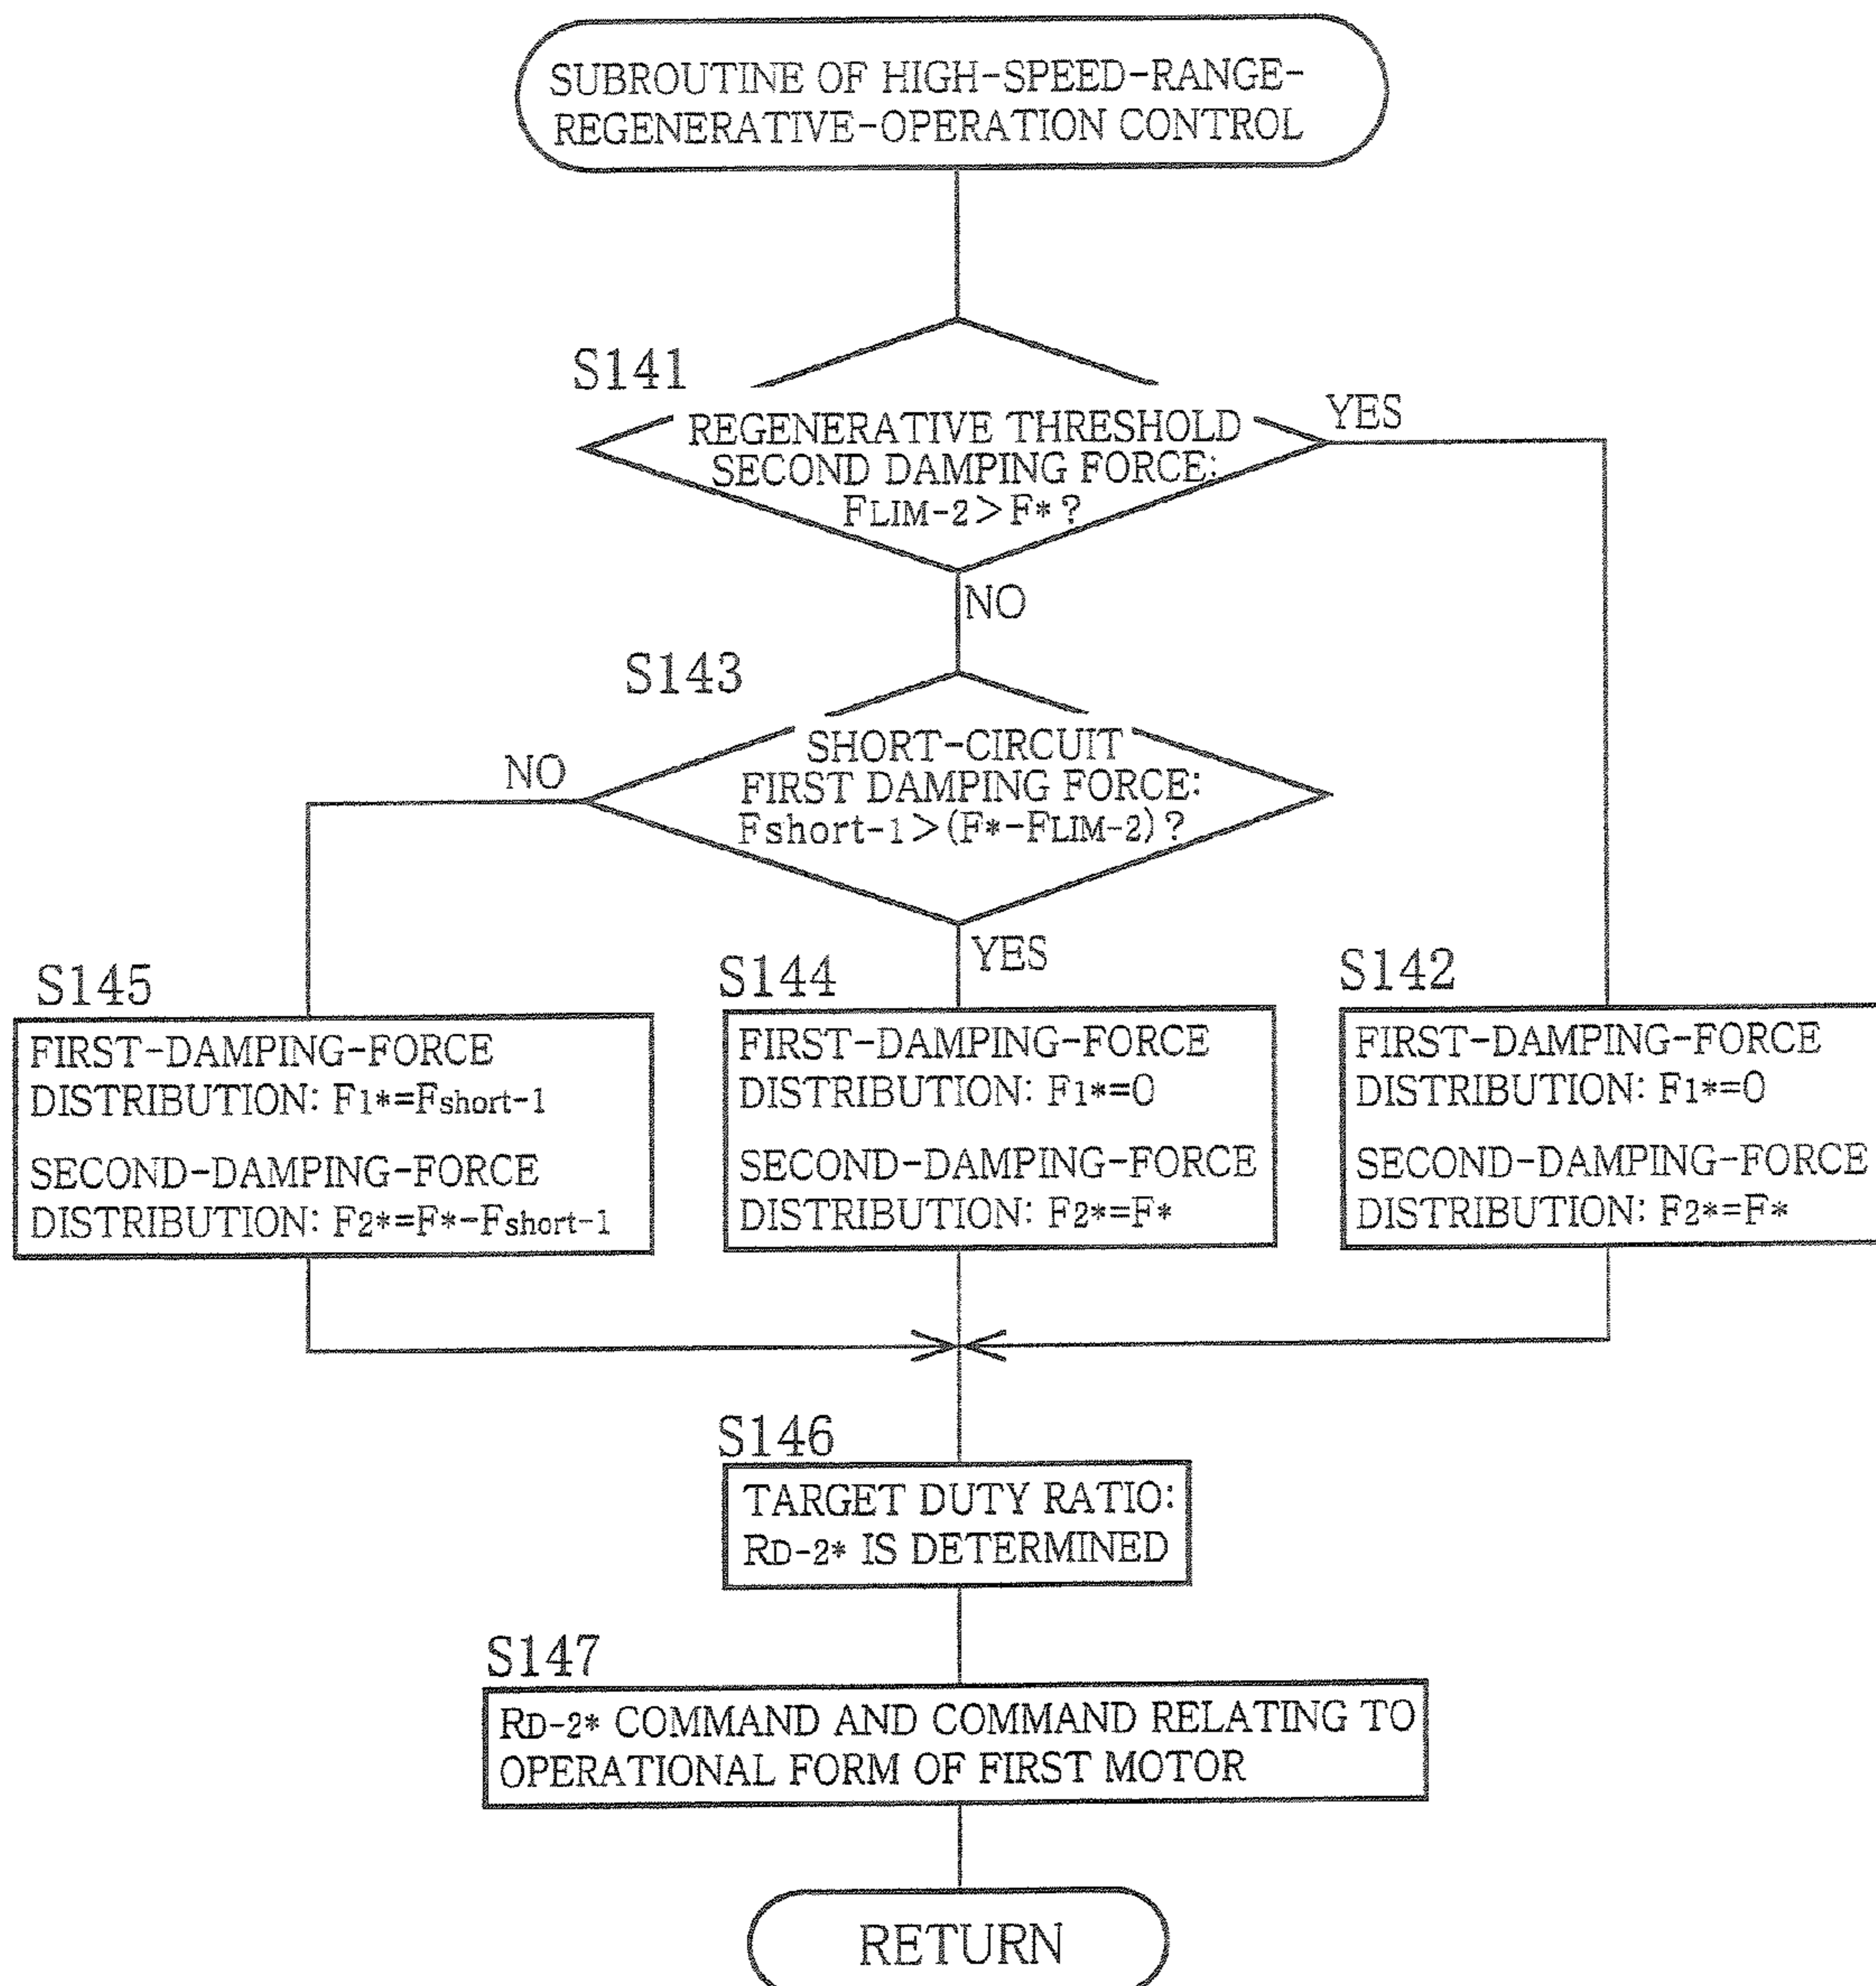 SUBROUTINE OF HIGH-SPEED-RANGE-
REGENERATIVE-OPERATION CONTROL
S141
REGENERATIVE THRESHOLD
SECOND DAMPING FORCE:
FLIM-2>F*?
YES
NO
S143
SHORT-CIRCUIT
FIRST DAMPING FORCE:
Fshort-1>(F*-FLIM-2)?
NO
YES
S145
FIRST-DAMPING-FORCE
DISTRIBUTION: F1*=Fshort-1
SECOND-DAMPING-FORCE
DISTRIBUTION: F2*=F*-Fshort-1
S144
FIRST-DAMPING-FORCE
DISTRIBUTION: F1*=0
SECOND-DAMPING-FORCE
DISTRIBUTION: F2*=F*
S142
FIRST-DAMPING-FORCE
DISTRIBUTION: F1*=0
SECOND-DAMPING-FORCE
DISTRIBUTION: F2*=F*
S146
TARGET DUTY RATIO:
RD-2* IS DETERMINED
S147
RD-2* COMMAND AND COMMAND RELATING TO
OPERATIONAL FORM OF FIRST MOTOR
RETURN